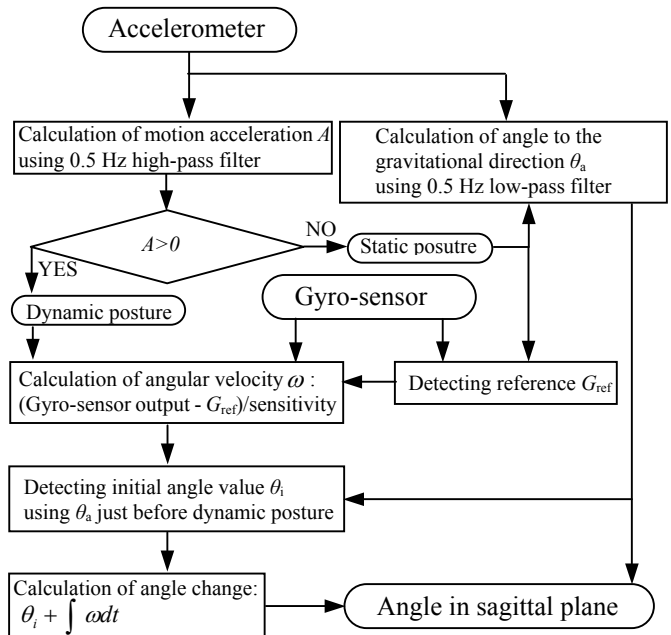 Accelerometer
Calculation of motion acceleration A
using 0.5 Hz high-pass filter
Calculation of angle to the
gravitational direction θa
using 0.5 Hz low-pass filter
A>0
NO
Static posutre
YES
Dynamic posture
Gyro-sensor
Calculation of angular velocity ω :
(Gyro-sensor output - Gref)/sensitivity
Detecting reference Gref
Detecting initial angle value θi
using θa just before dynamic posture
Calculation of angle change:
θi + ∫ ωdt
Angle in sagittal plane